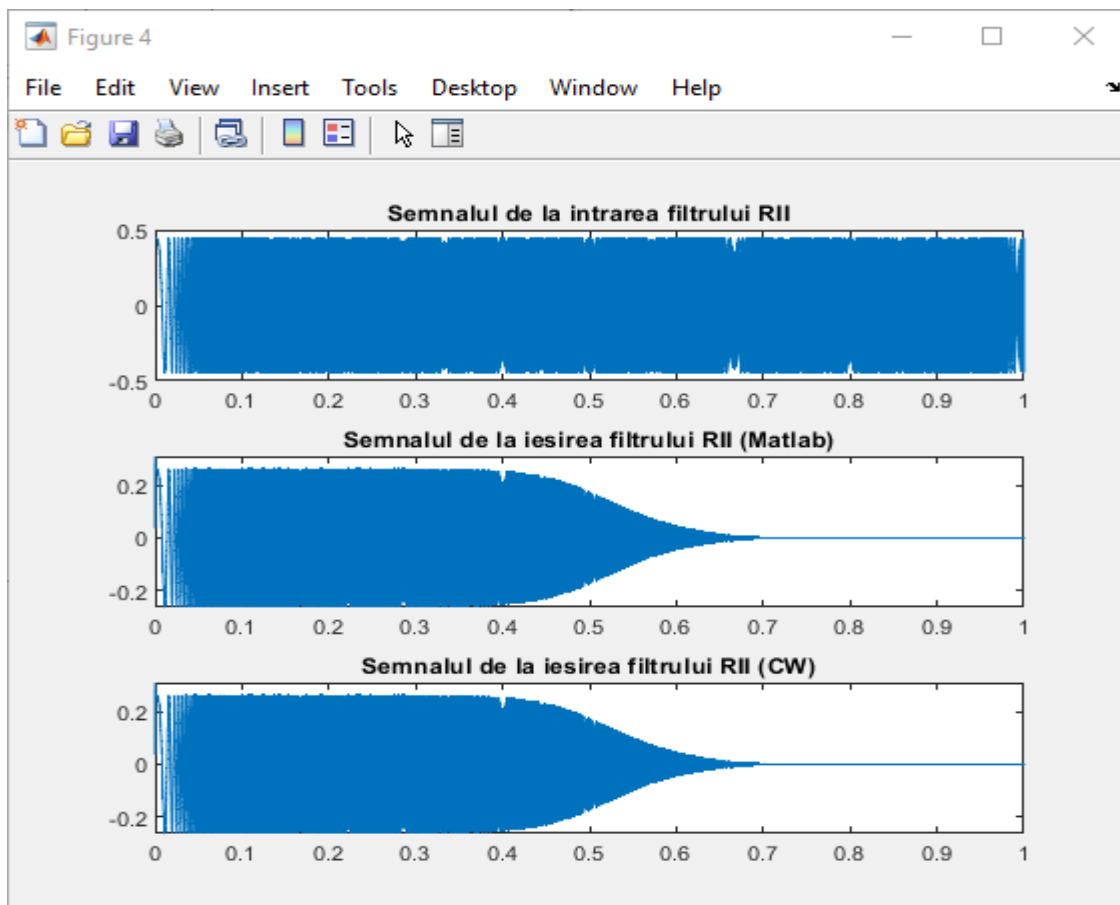 Figure 4
File Edit View Insert Tools Desktop Window Help
Semnalul de la intrarea filtrului RII
0.5
0
-0.5
0 0.1 0.2 0.3 0.4 0.5 0.6 0.7 0.8 0.9 1
Semnalul de la iesirea filtrului RII (Matlab)
0.2
0
-0.2
0 0.1 0.2 0.3 0.4 0.5 0.6 0.7 0.8 0.9 1
Semnalul de la iesirea filtrului RII (CW)
0.2
0
-0.2
0 0.1 0.2 0.3 0.4 0.5 0.6 0.7 0.8 0.9 1